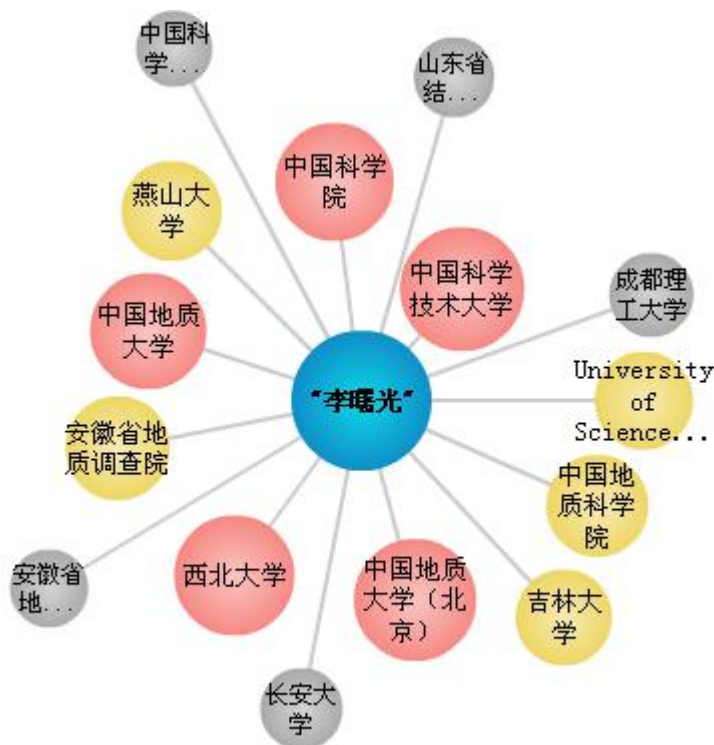 中国科
学...
山东省
结...
中国科学
院
燕山大
学
中国科学
技术大学
成都理
工大学
中国地质
大学
"李曙光"
University
of
Science...
安徽省地
质调查院
中国地
质科学
院
安徽省
地...
西北大学
中国地质
大学（北
京）
吉林大
学
长安大
学